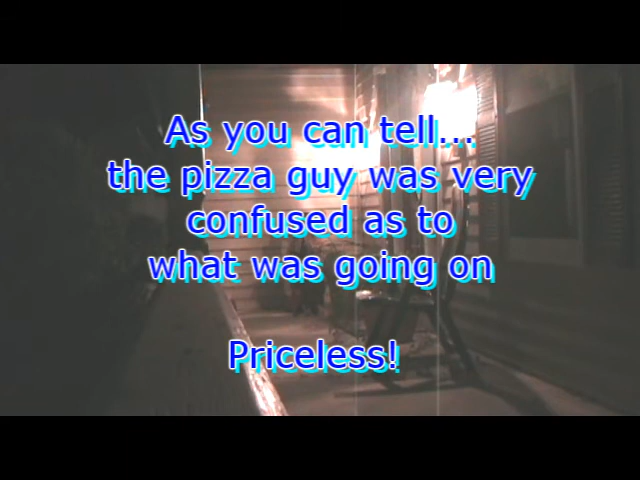 As you can tell...
the pizza guy was very
confused as to
what was going on
Priceless!